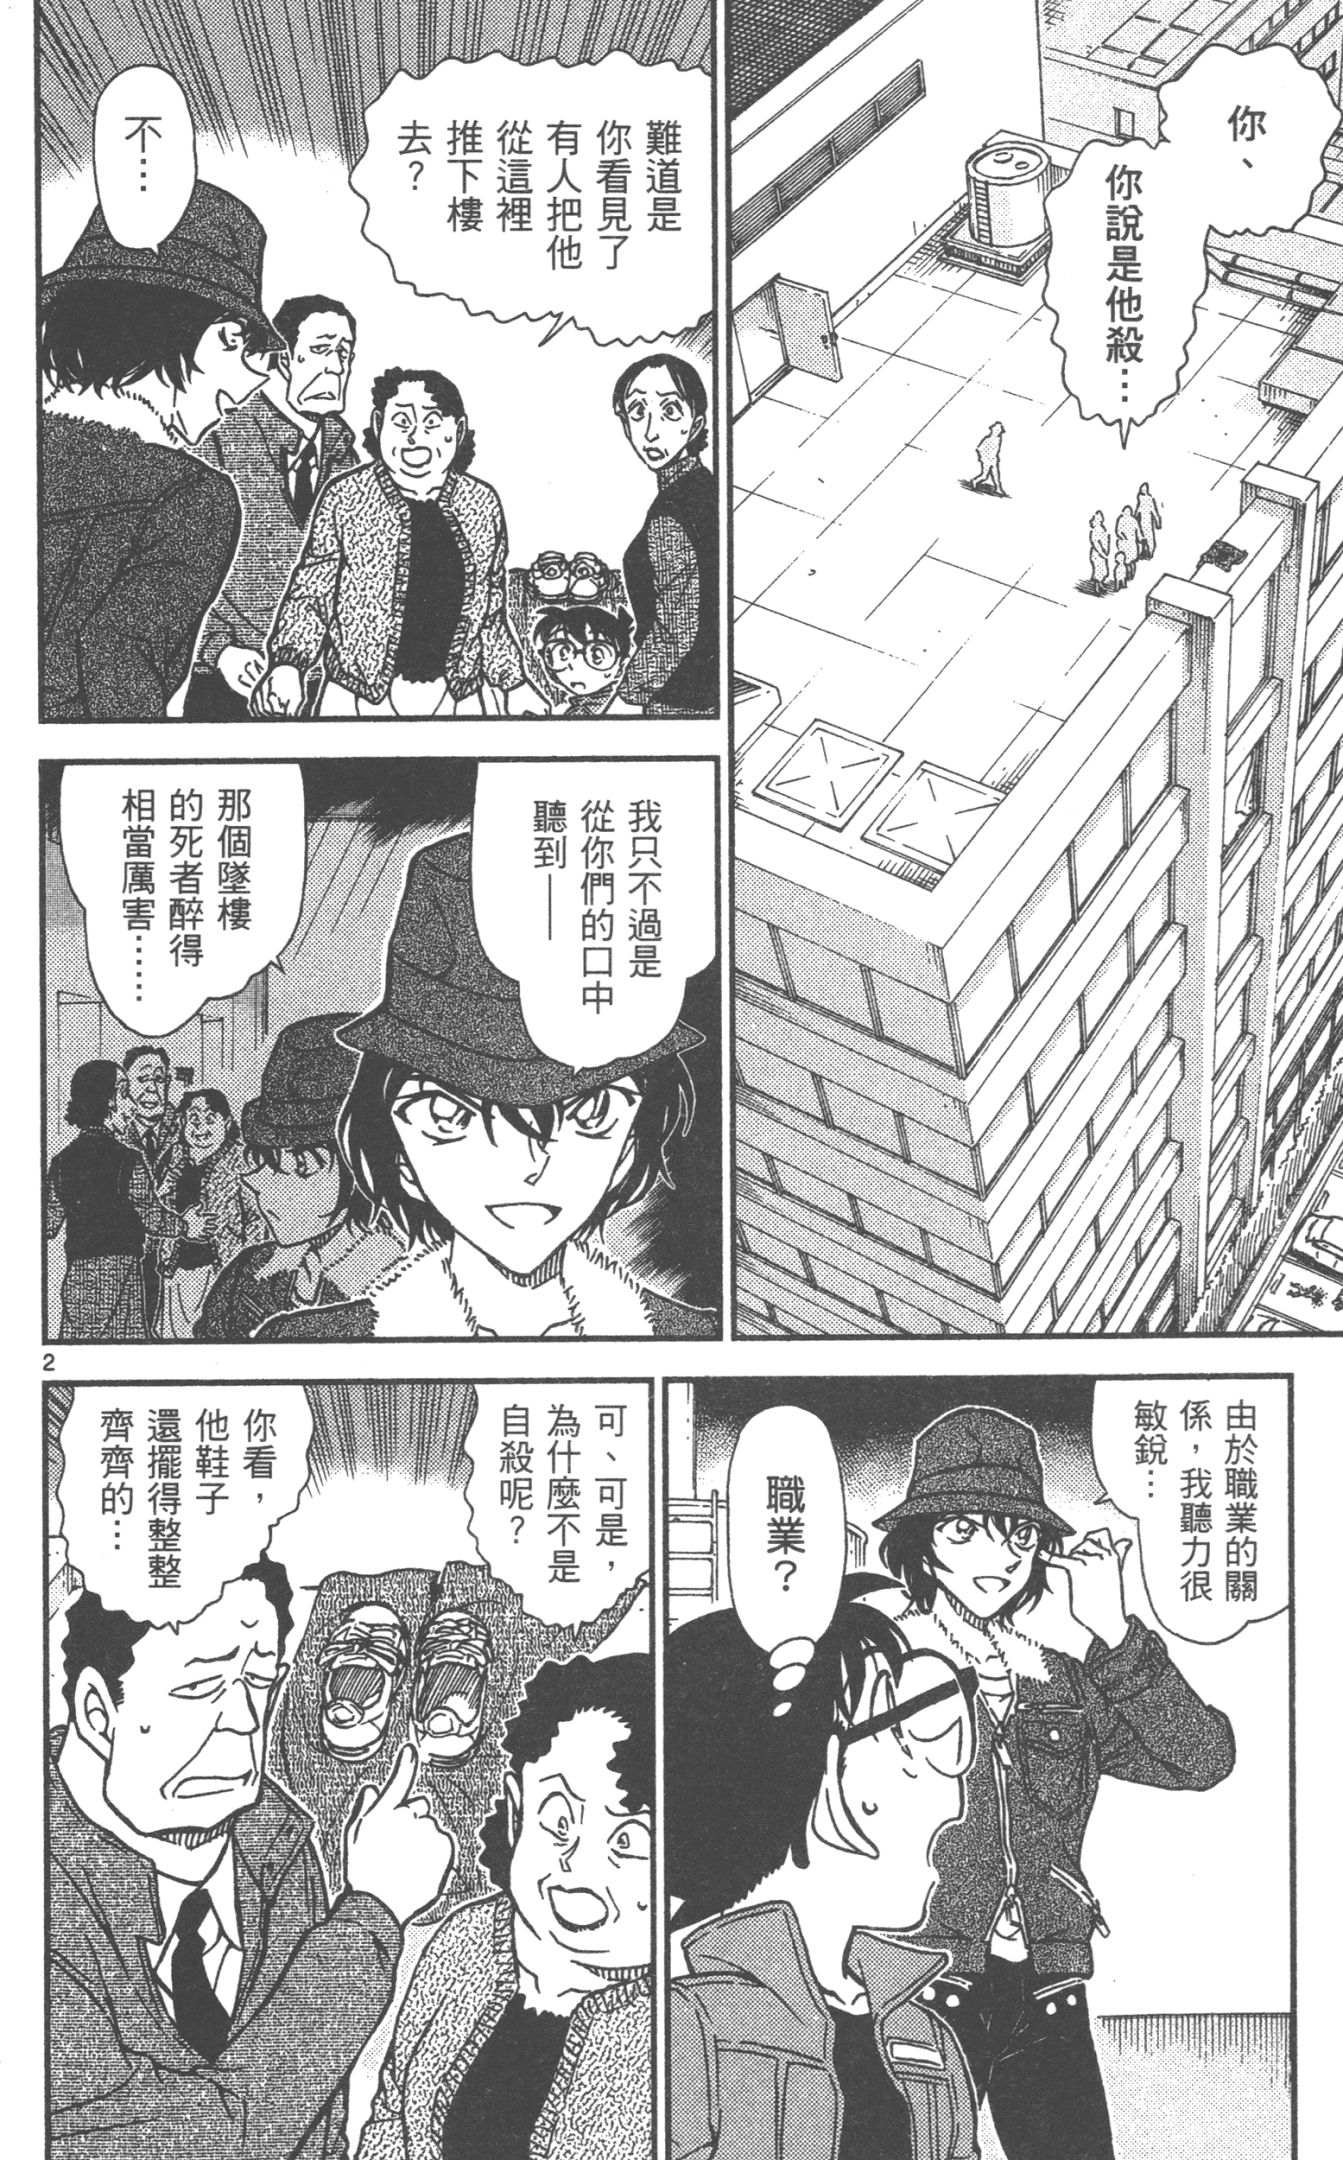 你、
你說是他殺…
難道是
你看見了
有人把他
從這裡
推下樓
去？
不…
我只不過是
從你們的口中
聽到——
那個墜樓
的死者醉得
相當厲害……
2
由於職業的關
係，我聽力很
敏銳…
職業？
可、可是，
為什麼不是
自殺呢？
你看，
他鞋子
還擺得整整
齊齊的…